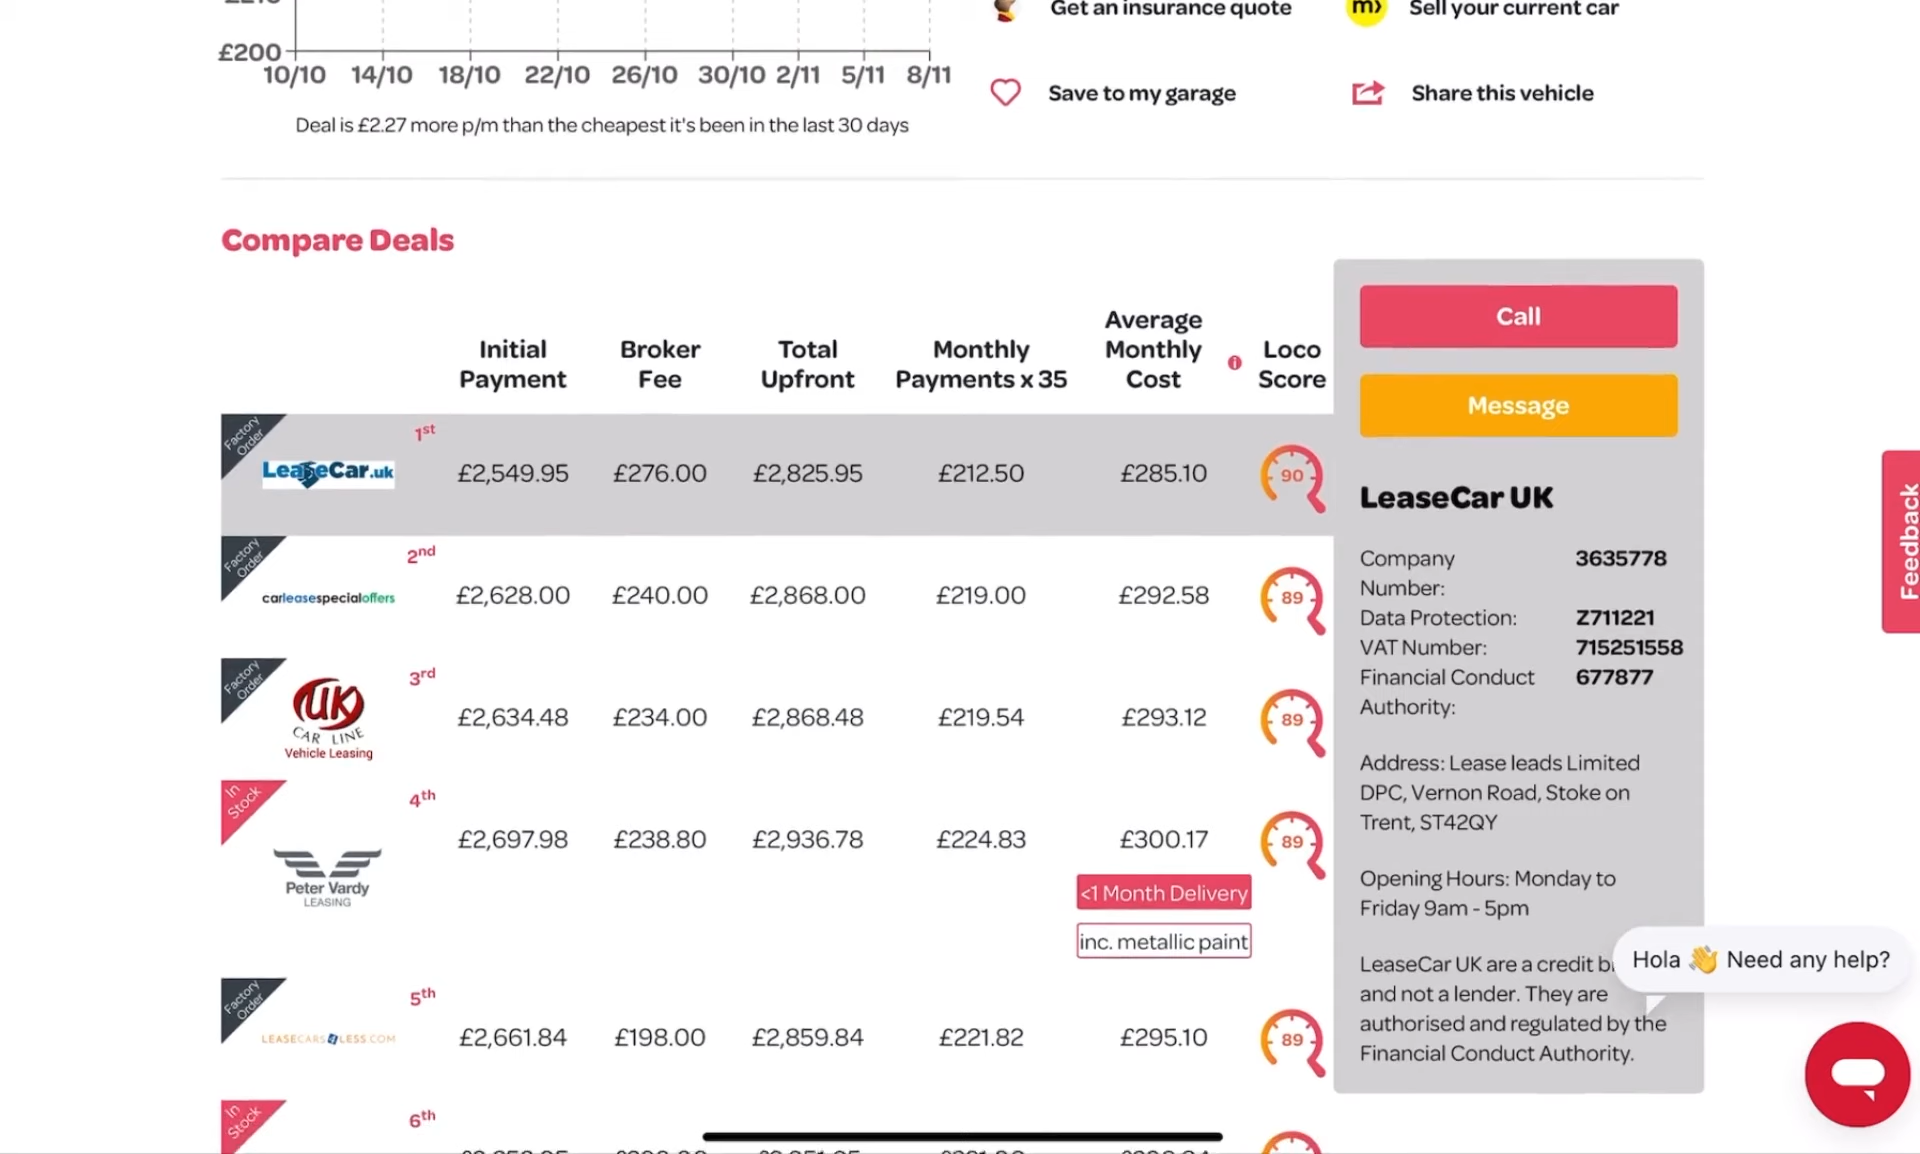 £200
10/10 14/10 18/10 22/10 26/10 30/10 2/11 5/11 8/11
Deal is £2.27 more p/m than the cheapest it's been in the last 30 days
Get an insurance quote
m›
Sell your current car
Save to my garage
Share this vehicle
Compare Deals
Initial Payment
Broker Fee
Total Upfront
Monthly Payments x 35
Average Monthly Cost
i
Loco Score
Factory Order
LeaseCar.uk
1st
£2,549.95 £276.00 £2,825.95 £212.50 £285.10 90
Factory Order
carleasespecialoffers
2nd
£2,628.00 £240.00 £2,868.00 £219.00 £292.58 89
Factory Order
UK
CAR LINE
Vehicle Leasing
3rd
£2,634.48 £234.00 £2,868.48 £219.54 £293.12 89
In Stock
Peter Vardy
LEASING
4th
£2,697.98 £238.80 £2,936.78 £224.83 £300.17 89
<1 Month Delivery
inc. metallic paint
Factory Order
LEASECARS4LESS.COM
5th
£2,661.84 £198.00 £2,859.84 £221.82 £295.10 89
In Stock
6th
Call
Message
LeaseCar UK
Company Number: 3635778
Data Protection: Z711221
VAT Number: 715251558
Financial Conduct Authority: 677877
Address: Lease leads Limited
DPC, Vernon Road, Stoke on
Trent, ST42QY
Opening Hours: Monday to
Friday 9am - 5pm
LeaseCar UK are a credit
and not a lender. They are
authorised and regulated by the
Financial Conduct Authority.
Hola 👋 Need any help?
Feedback